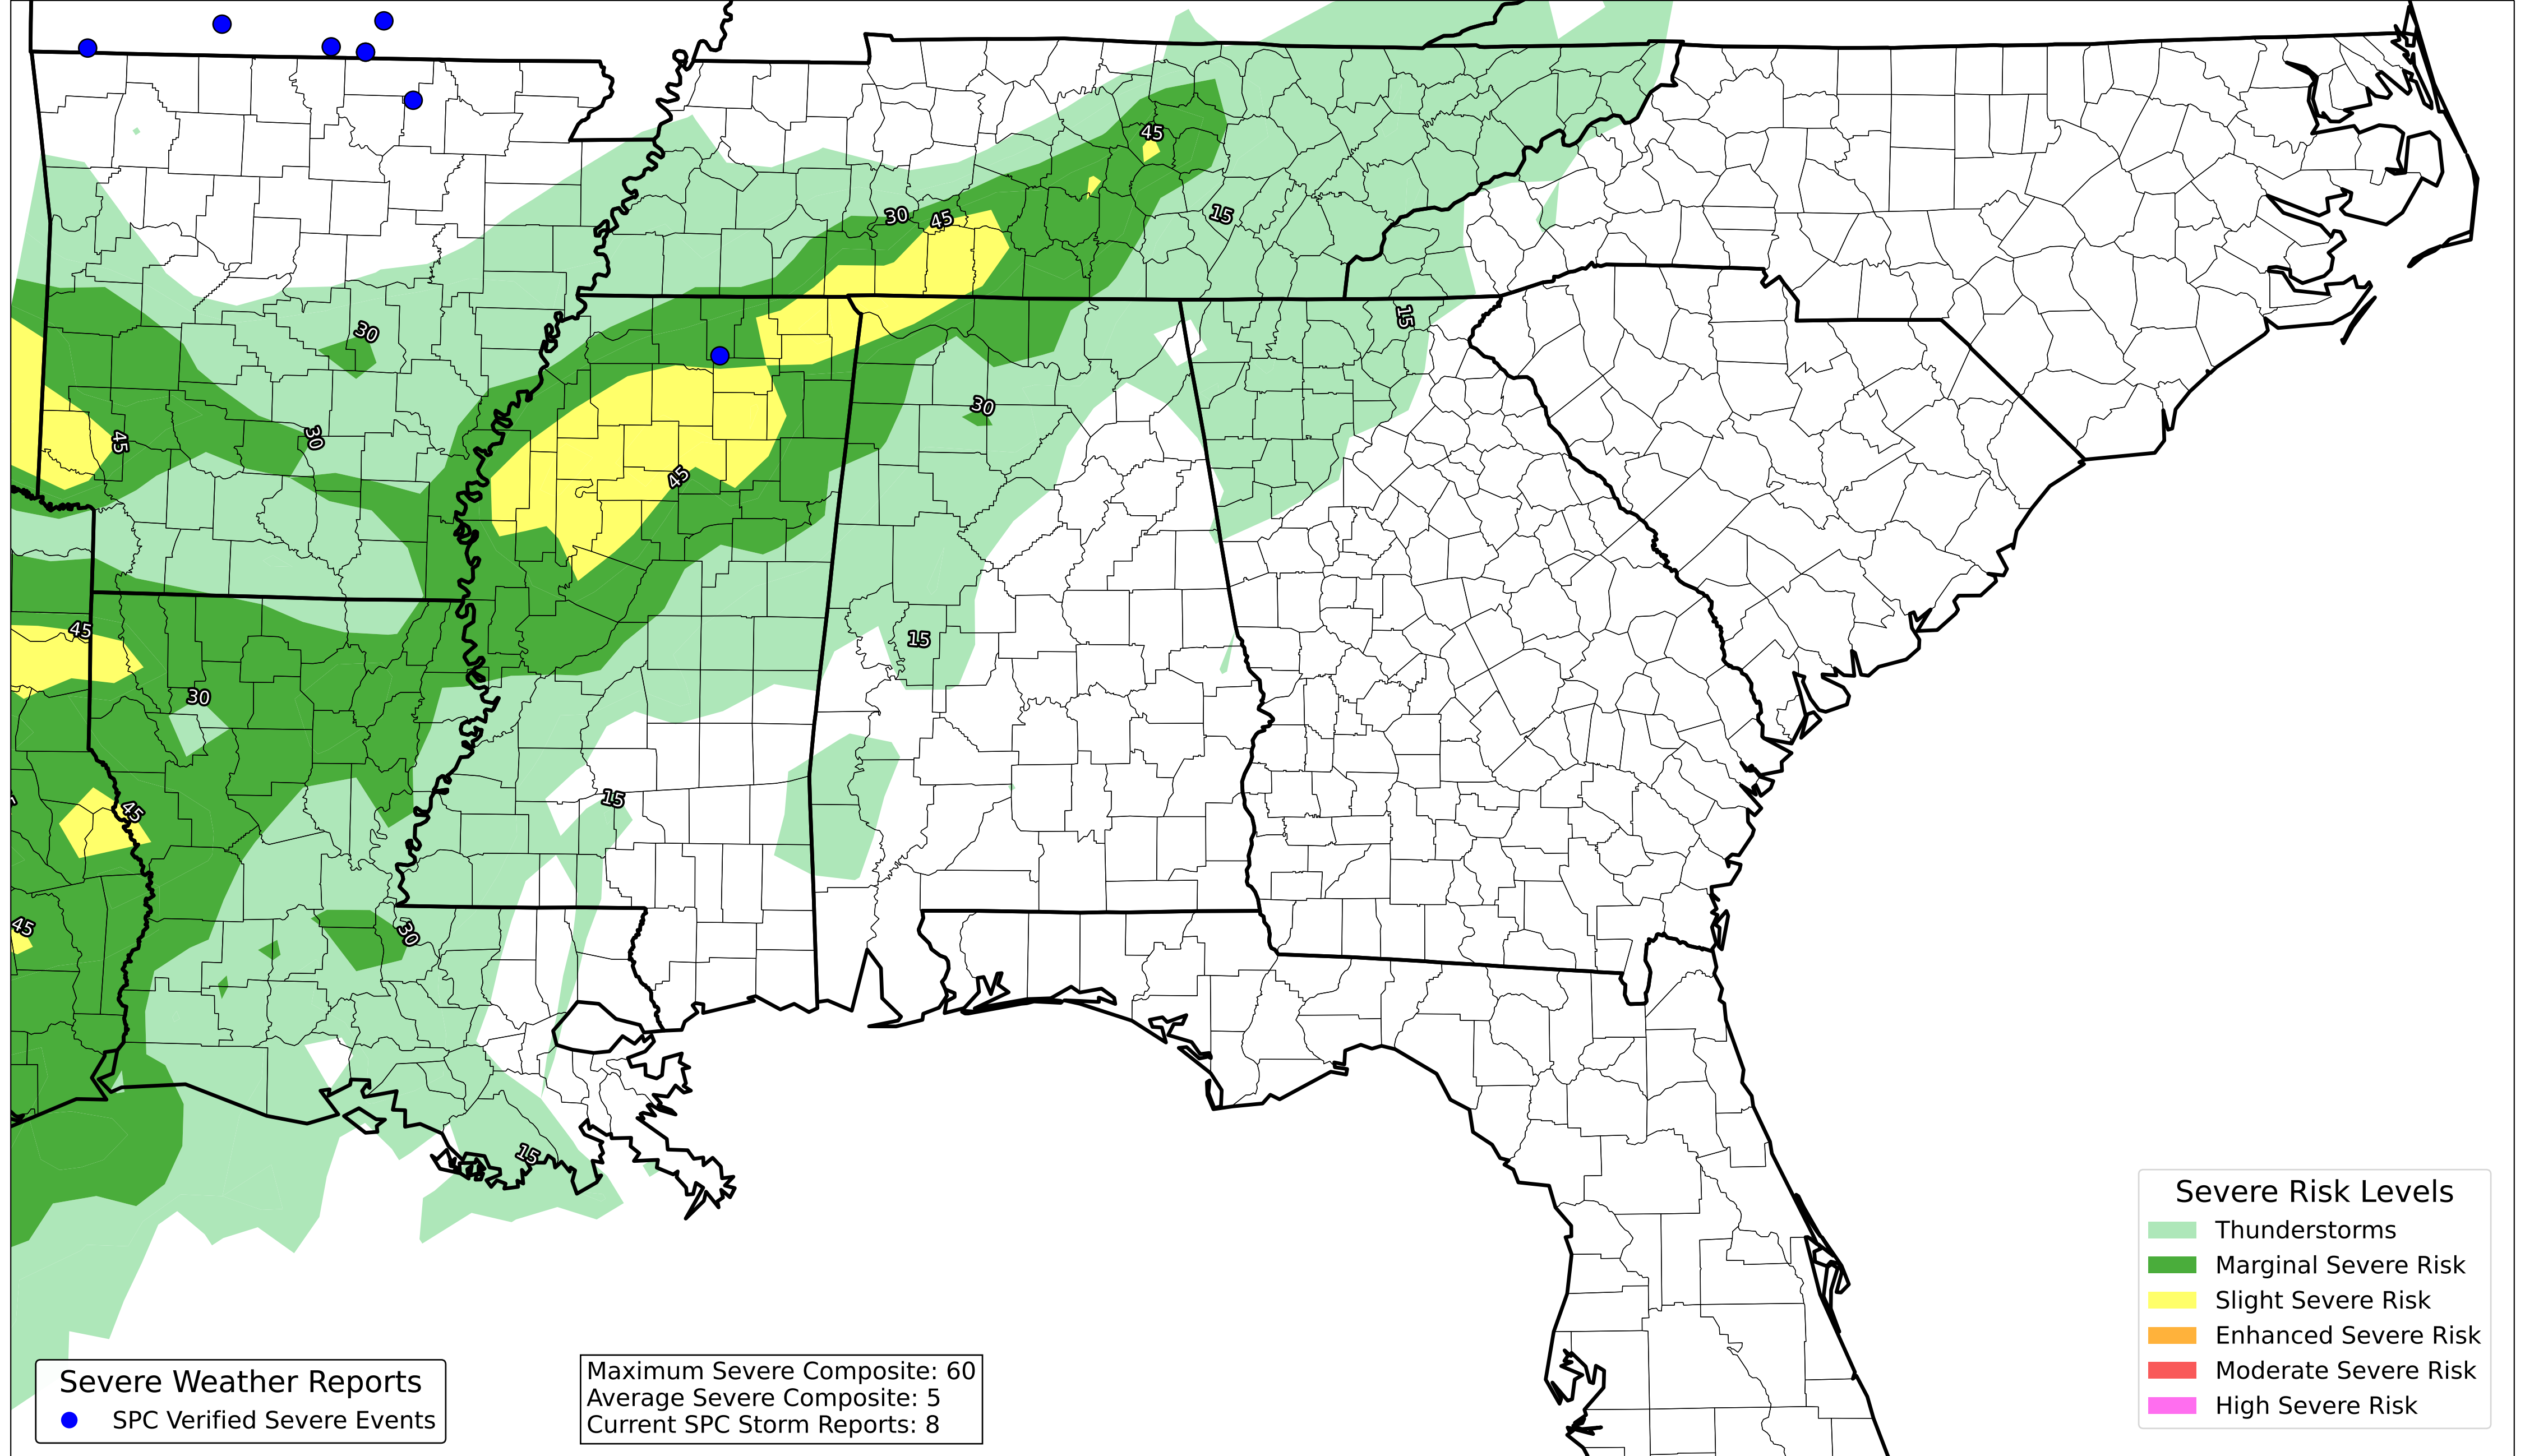 45
30
45
15
30
15
30
30
45
45
45
15
30
15
45
45
30
15
Severe Risk Levels
Thunderstorms
Marginal Severe Risk
Slight Severe Risk
Enhanced Severe Risk
Moderate Severe Risk
High Severe Risk
Severe Weather Reports
SPC Verified Severe Events
Maximum Severe Composite: 60
Average Severe Composite: 5
Current SPC Storm Reports: 8